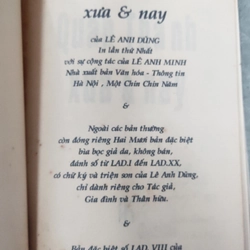 xưa & nay
của LÊ ANH DŨNG
In lần thứ Nhất
với sự cộng tác của LÊ ANH MINH
Nhà xuất bản Văn hóa - Thông tin
Hà Nội, Một Chín Chín Năm
&
Ngoài các bản thường.
còn đóng riêng Hai Mươi bản đặc biệt
bìa bọc giả da, không bán,
đánh số từ LAD.I đến LAD.XX,
có chữ ký và triện son của Lê Anh Dũng,
chỉ dành riêng cho Tác giả,
Gia đình và Thân hữu.
&
Bản đặc biệt số LAD. VIII của